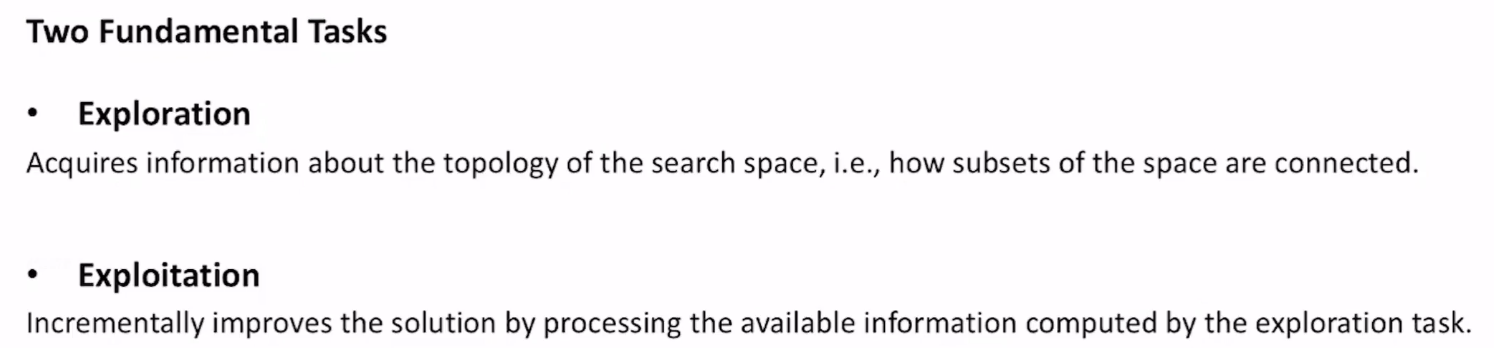 Two Fundamental Tasks
• Exploration
Acquires information about the topology of the search space, i.e., how subsets of the space are connected.
• Exploitation
Incrementally improves the solution by processing the available information computed by the exploration task.